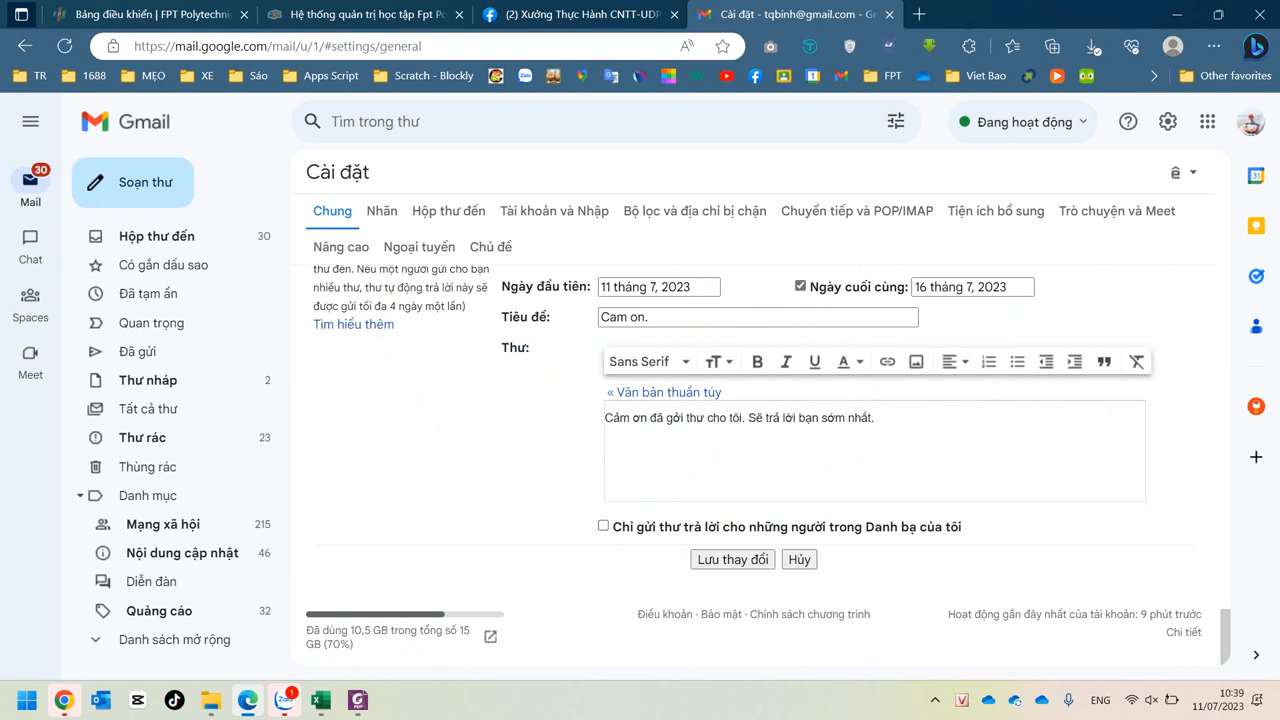 Bảng điều khiển | FPT Polytechni
Hệ thống quản trị học tập Fpt Po
(2) Xưởng Thực Hành CNTT-UDP
Cài đặt - tqbinh@gmail.com - Gm
https://mail.google.com/mail/u/1/#settings/general
TR
1688
MẸO
XE
Sáo
Apps Script
Scratch - Blockly
FPT
Viet Bao
Other favorites
Gmail
Tìm trong thư
Đang hoạt động
30
Mail
Chat
Spaces
Meet
Soạn thư
Hộp thư đến 30
Có gắn dấu sao
Đã tạm ẩn
Quan trọng
Đã gửi
Thư nháp 2
Tất cả thư
Thư rác 23
Thùng rác
Danh mục
Mạng xã hội 215
Nội dung cập nhật 46
Diễn đàn
Quảng cáo 32
Danh sách mở rộng
Cài đặt
Chung Nhãn Hộp thư đến Tài khoản và Nhập Bộ lọc và địa chỉ bị chặn Chuyển tiếp và POP/IMAP Tiện ích bổ sung Trò chuyện và Meet
Nâng cao Ngoại tuyến Chủ đề
thư đến. Nếu một người gửi cho bạn
nhiều thư, thư tự động trả lời này sẽ
được gửi tối đa 4 ngày một lần)
Tìm hiểu thêm
Ngày đầu tiên: 11 tháng 7, 2023 Ngày cuối cùng: 16 tháng 7, 2023
Tiêu đề: Cam on.
Thư:
Sans Serif
« Văn bản thuần túy
Cảm ơn đã gởi thư cho tôi. Sẽ trả lời bạn sớm nhất.
Chỉ gửi thư trả lời cho những người trong Danh bạ của tôi
Lưu thay đổi Hủy
Đã dùng 10,5 GB trong tổng số 15
GB (70%)
Điều khoản · Bảo mật · Chính sách chương trình
Hoạt động gần đây nhất của tài khoản: 9 phút trước
Chi tiết
ENG
10:39
11/07/2023